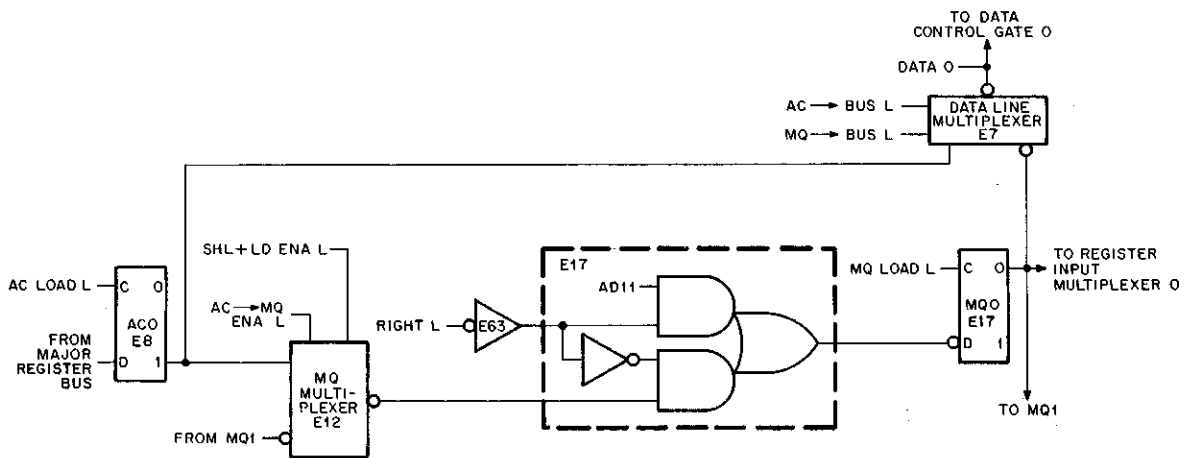 TO DATA
CONTROL GATE 0
DATA 0
AC → BUS L
MQ → BUS L
DATA LINE
MULTIPLEXER
E7
SHL+LD ENA L
AC LOAD L
C 0
AC0
E8
D 1
FROM
MAJOR
REGISTER
BUS
AC→MQ
ENA L
MQ
MULTI-
PLEXER
E12
FROM MQ1
RIGHT L
E63
E17
AD11
MQ LOAD L
C 0
MQ0
E17
D 1
TO REGISTER
INPUT
MULTIPLEXER 0
TO MQ1